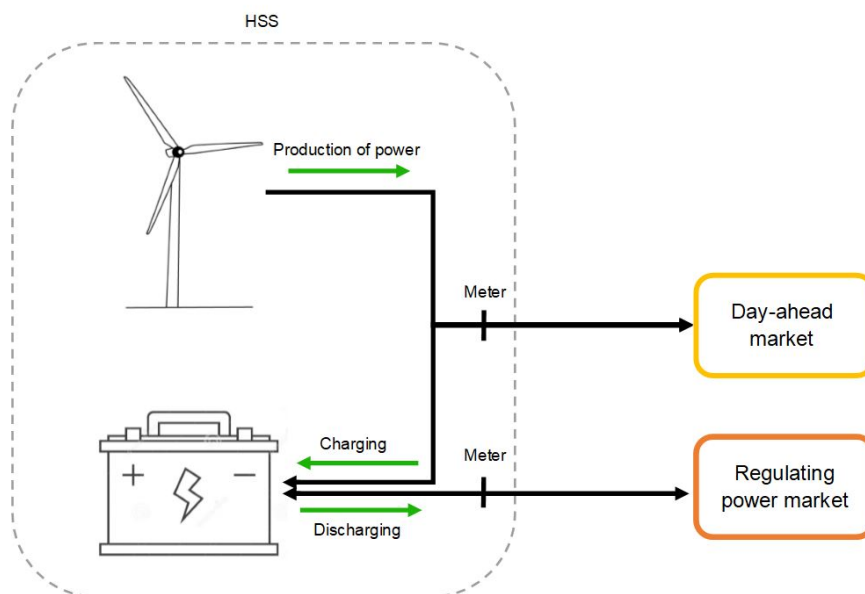 HSS
Production of power
Meter
Day-ahead
market
Charging
Meter
Regulating
power market
Discharging
+
−